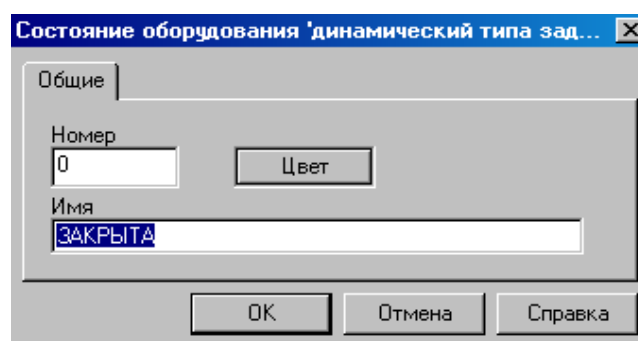 Состояние оборудования 'динамический типа зад...
Общие
Номер
0
Цвет
Имя
ЗАКРЫТА
OK
Отмена
Справка